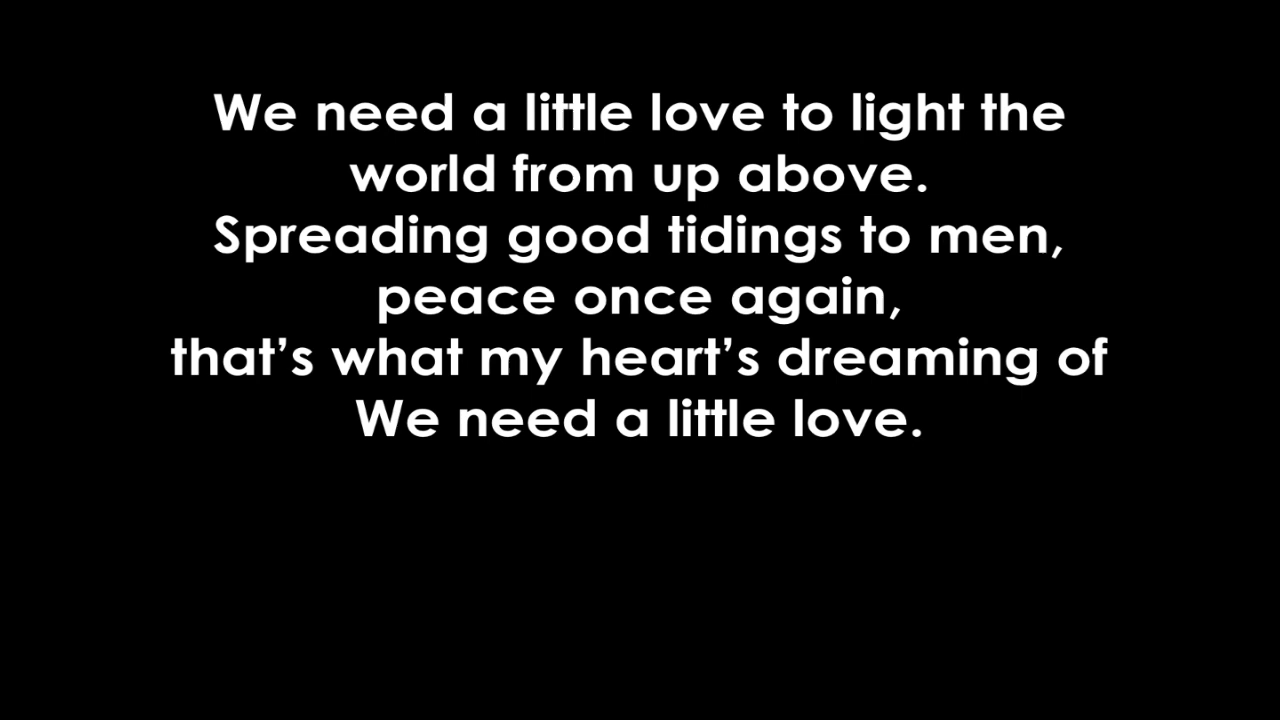 We need a little love to light the
world from up above.
Spreading good tidings to men,
peace once again,
that’s what my heart’s dreaming of
We need a little love.